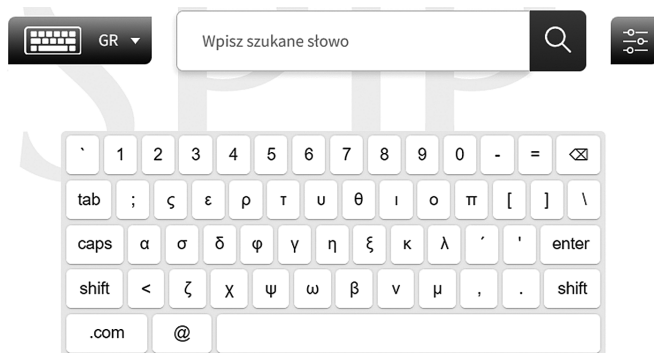 GR
Wpisz szukane słowo
` 1 2 3 4 5 6 7 8 9 0 - = ⌫
tab ; ς ε ρ τ υ θ ι ο π [ ] \
caps α σ δ φ γ η ξ κ λ ΄ ' enter
shift < ζ χ ψ ω β ν μ , . shift
.com @